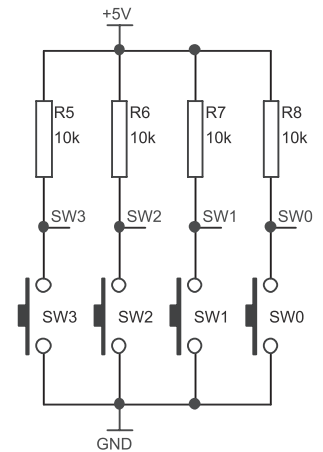 +5V
R5 R6 R7 R8
10k 10k 10k 10k
SW3 SW2 SW1 SW0
SW3 SW2 SW1 SW0
GND